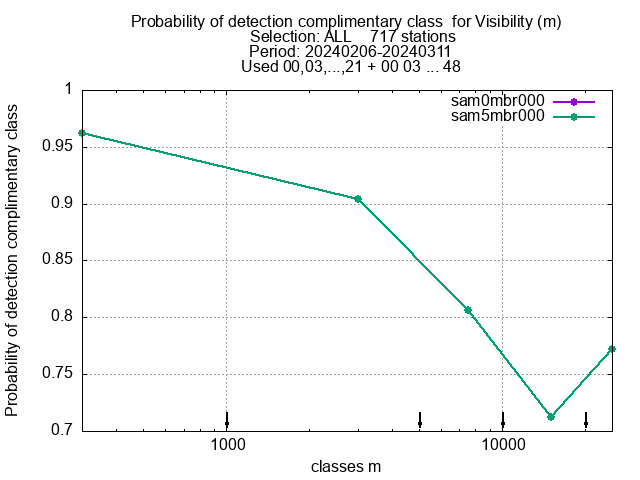 Probability of detection complimentary class  for Visibility (m)
Selection: ALL    717 stations
Period: 20240206-20240311
Used 00,03,...,21 + 00 03 ... 48
sam0mbr000
sam5mbr000
Probability of detection complimentary class
1
0.95
0.9
0.85
0.8
0.75
0.7
1000
10000
classes m